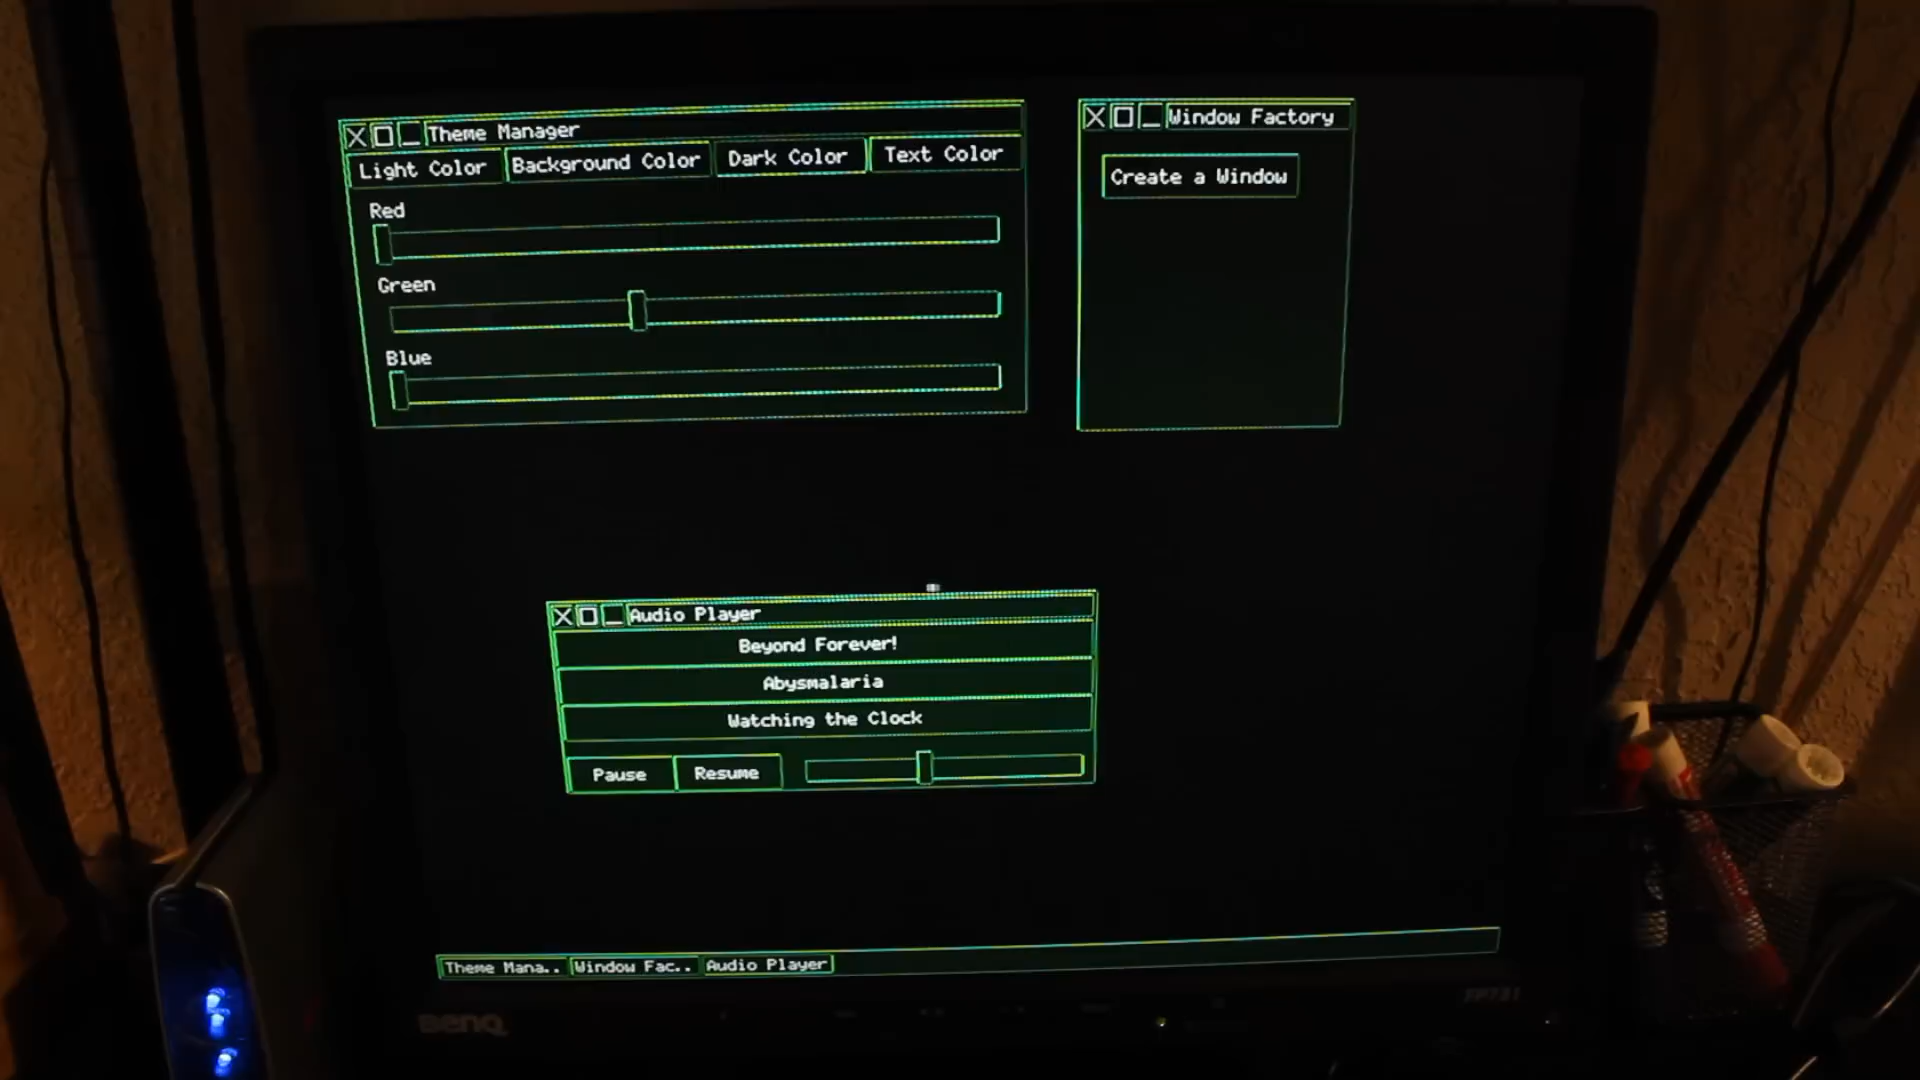 Theme Manager
Light Color Background Color Dark Color Text Color
Red
Green
Blue
Window Factory
Create a Window
Audio Player
Beyond Forever!
Abysmalaria
Watching the Clock
Pause Resume
Theme Mana.. Window Fac.. Audio Player
BenQ